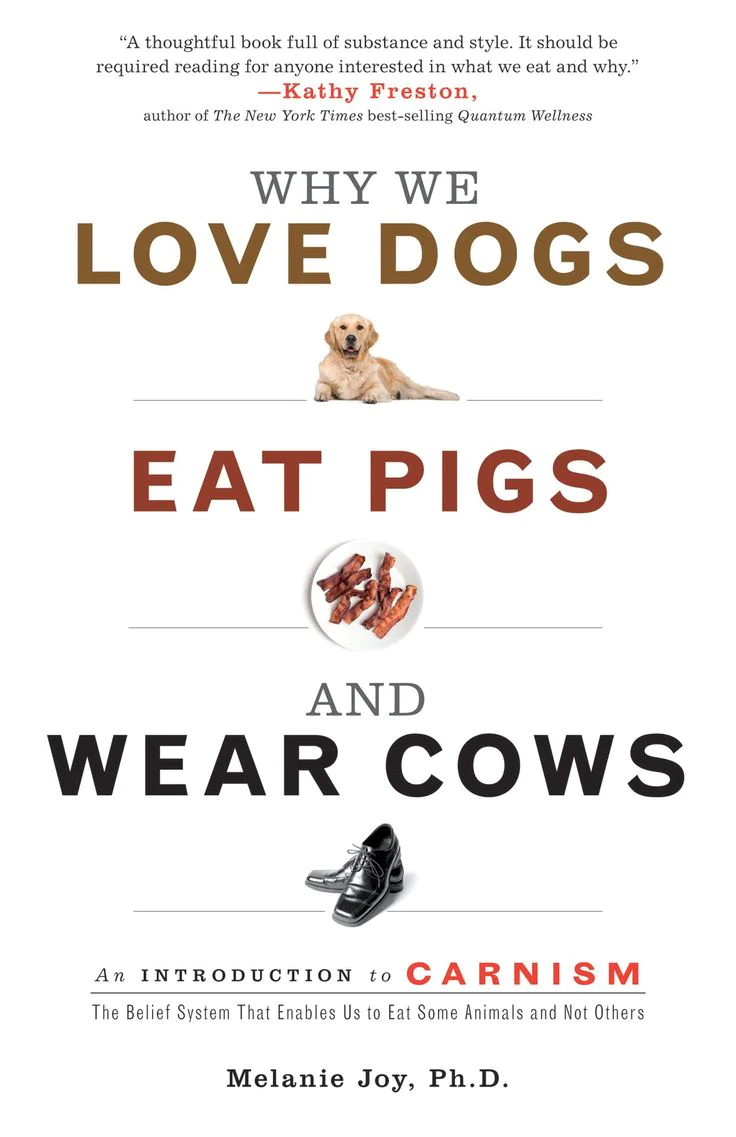 “A thoughtful book full of substance and style. It should be
required reading for anyone interested in what we eat and why.”
—Kathy Freston,
author of The New York Times best-selling Quantum Wellness
WHY WE
LOVE DOGS
EAT PIGS
AND
WEAR COWS
An INTRODUCTION to CARNISM
The Belief System That Enables Us to Eat Some Animals and Not Others
Melanie Joy, Ph.D.